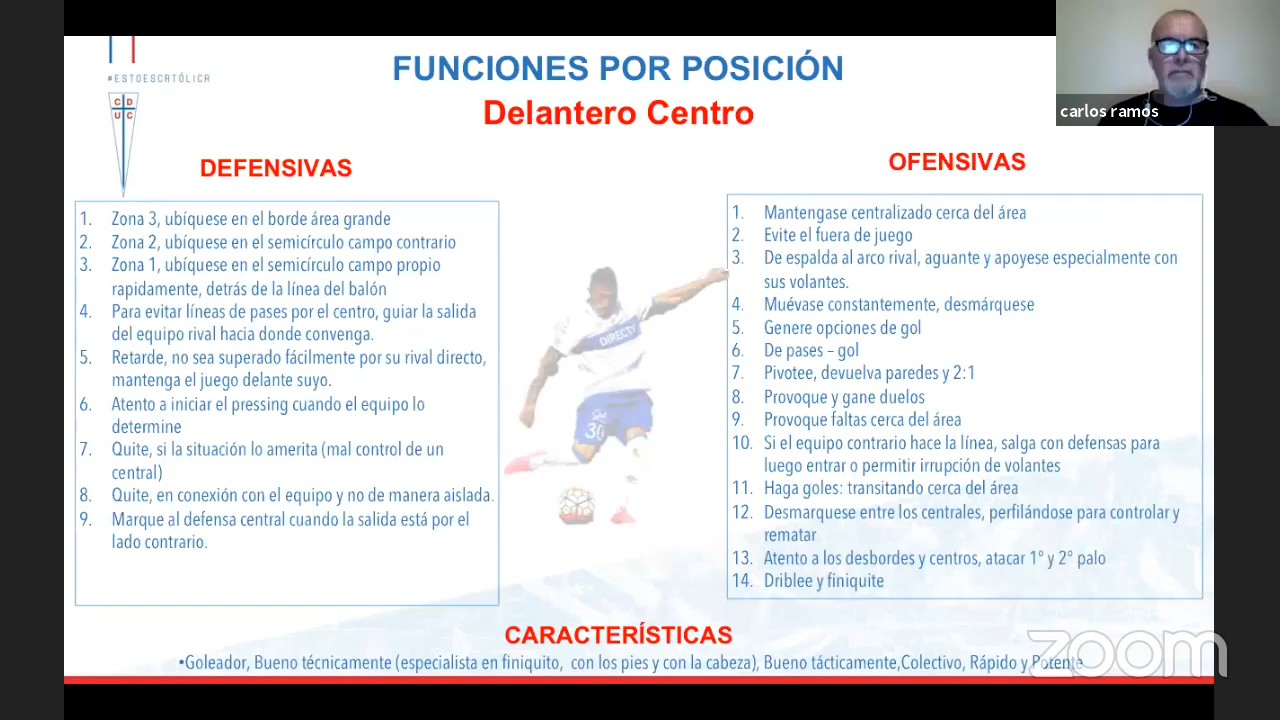 #ESTOESCATÓLICA
C D
U C
FUNCIONES POR POSICIÓN
Delantero Centro
carlos ramos
DEFENSIVAS
1. Zona 3, ubíquese en el borde área grande
2. Zona 2, ubíquese en el semicírculo campo contrario
3. Zona 1, ubíquese en el semicírculo campo propio
rapidamente, detrás de la línea del balón
4. Para evitar líneas de pases por el centro, guiar la salida
del equipo rival hacia donde convenga.
5. Retarde, no sea superado fácilmente por su rival directo,
mantenga el juego delante suyo.
6. Atento a iniciar el pressing cuando el equipo lo
determine
7. Quite, si la situación lo amerita (mal control de un
central)
8. Quite, en conexión con el equipo y no de manera aislada.
9. Marque al defensa central cuando la salida está por el
lado contrario.
DIRECTV
30
OFENSIVAS
1. Mantengase centralizado cerca del área
2. Evite el fuera de juego
3. De espalda al arco rival, aguante y apoyese especialmente con
sus volantes.
4. Muévase constantemente, desmárquese
5. Genere opciones de gol
6. De pases – gol
7. Pivotee, devuelva paredes y 2:1
8. Provoque y gane duelos
9. Provoque faltas cerca del área
10. Si el equipo contrario hace la línea, salga con defensas para
luego entrar o permitir irrupción de volantes
11. Haga goles: transitando cerca del área
12. Desmarquese entre los centrales, perfilándose para controlar y
rematar
13. Atento a los desbordes y centros, atacar 1° y 2° palo
14. Driblee y finiquite
CARACTERÍSTICAS
•Goleador, Bueno técnicamente (especialista en finiquito, con los pies y con la cabeza), Bueno tácticamente,Colectivo, Rápido y Potente
zoom